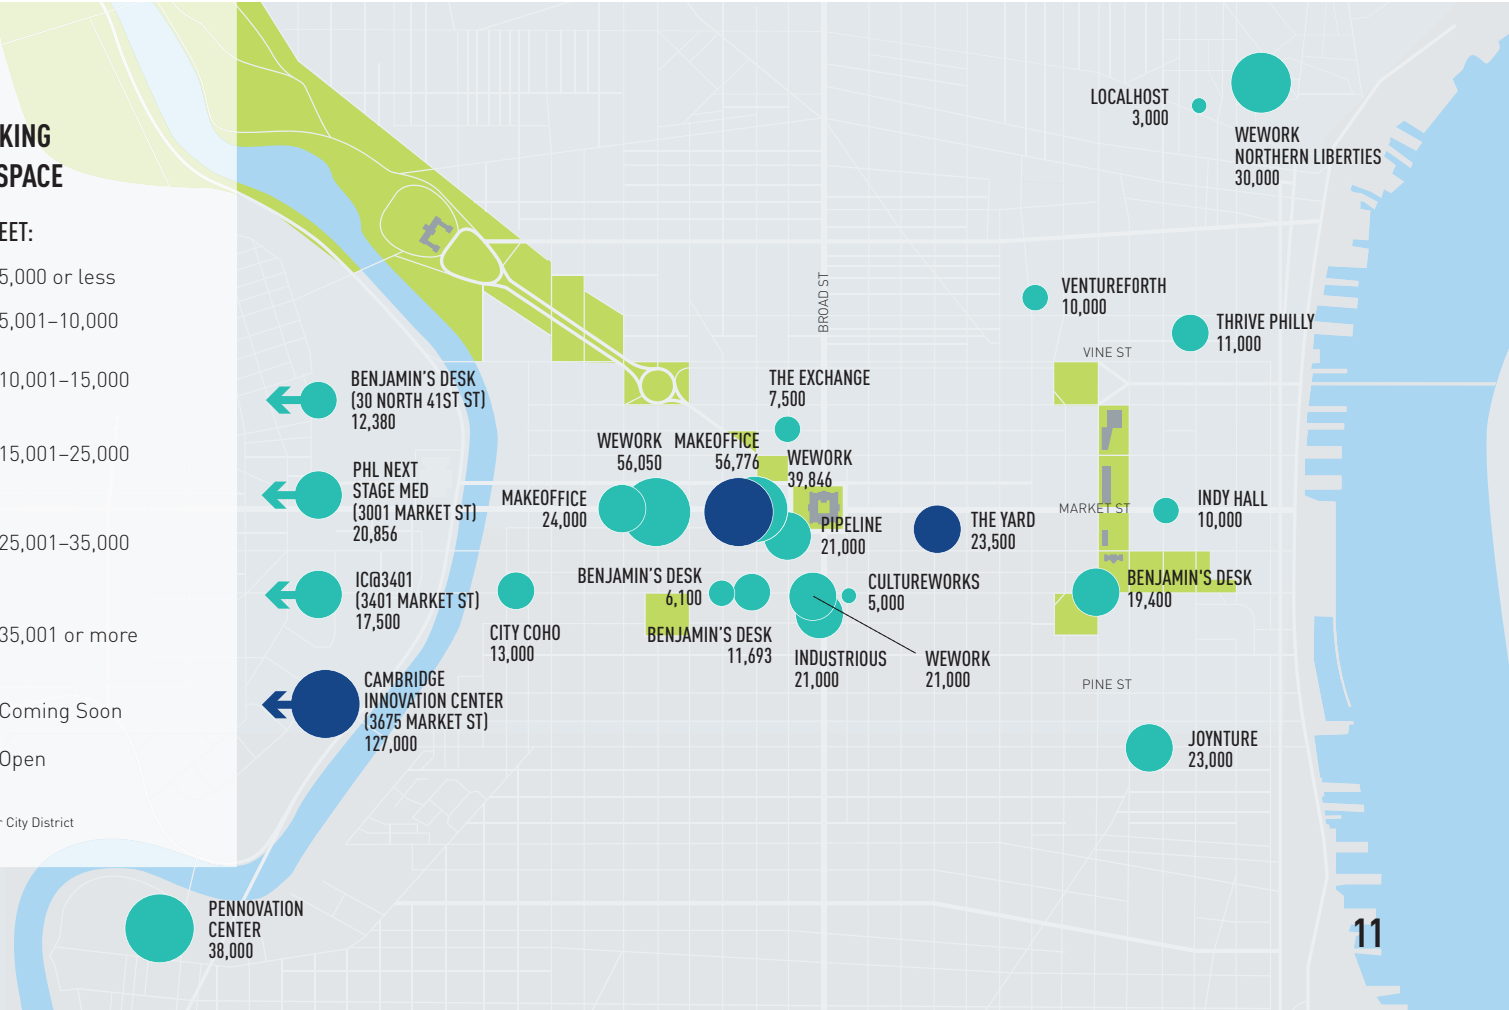 KING
SPACE
EET:
5,000 or less
5,001–10,000
10,001–15,000
15,001–25,000
25,001–35,000
35,001 or more
Coming Soon
Open
City District
LOCALHOST
3,000
WEWORK
NORTHERN LIBERTIES
30,000
BROAD ST
VENTUREFORTH
10,000
THRIVE PHILLY
11,000
VINE ST
BENJAMIN'S DESK
(30 NORTH 41ST ST)
12,380
THE EXCHANGE
7,500
WEWORK
56,050
MAKEOFFICE
56,776
WEWORK
39,846
PHL NEXT
STAGE MED
(3001 MARKET ST)
20,856
MAKEOFFICE
24,000
PIPELINE
21,000
THE YARD
23,500
MARKET ST
INDY HALL
10,000
IC@3401
(3401 MARKET ST)
17,500
CITY COHO
13,000
BENJAMIN'S DESK
6,100
BENJAMIN'S DESK
11,693
CULTUREWORKS
5,000
BENJAMIN'S DESK
19,400
INDUSTRIOUS
21,000
WEWORK
21,000
CAMBRIDGE
INNOVATION CENTER
(3675 MARKET ST)
127,000
PINE ST
JOYNTURE
23,000
PENNOVATION
CENTER
38,000
11